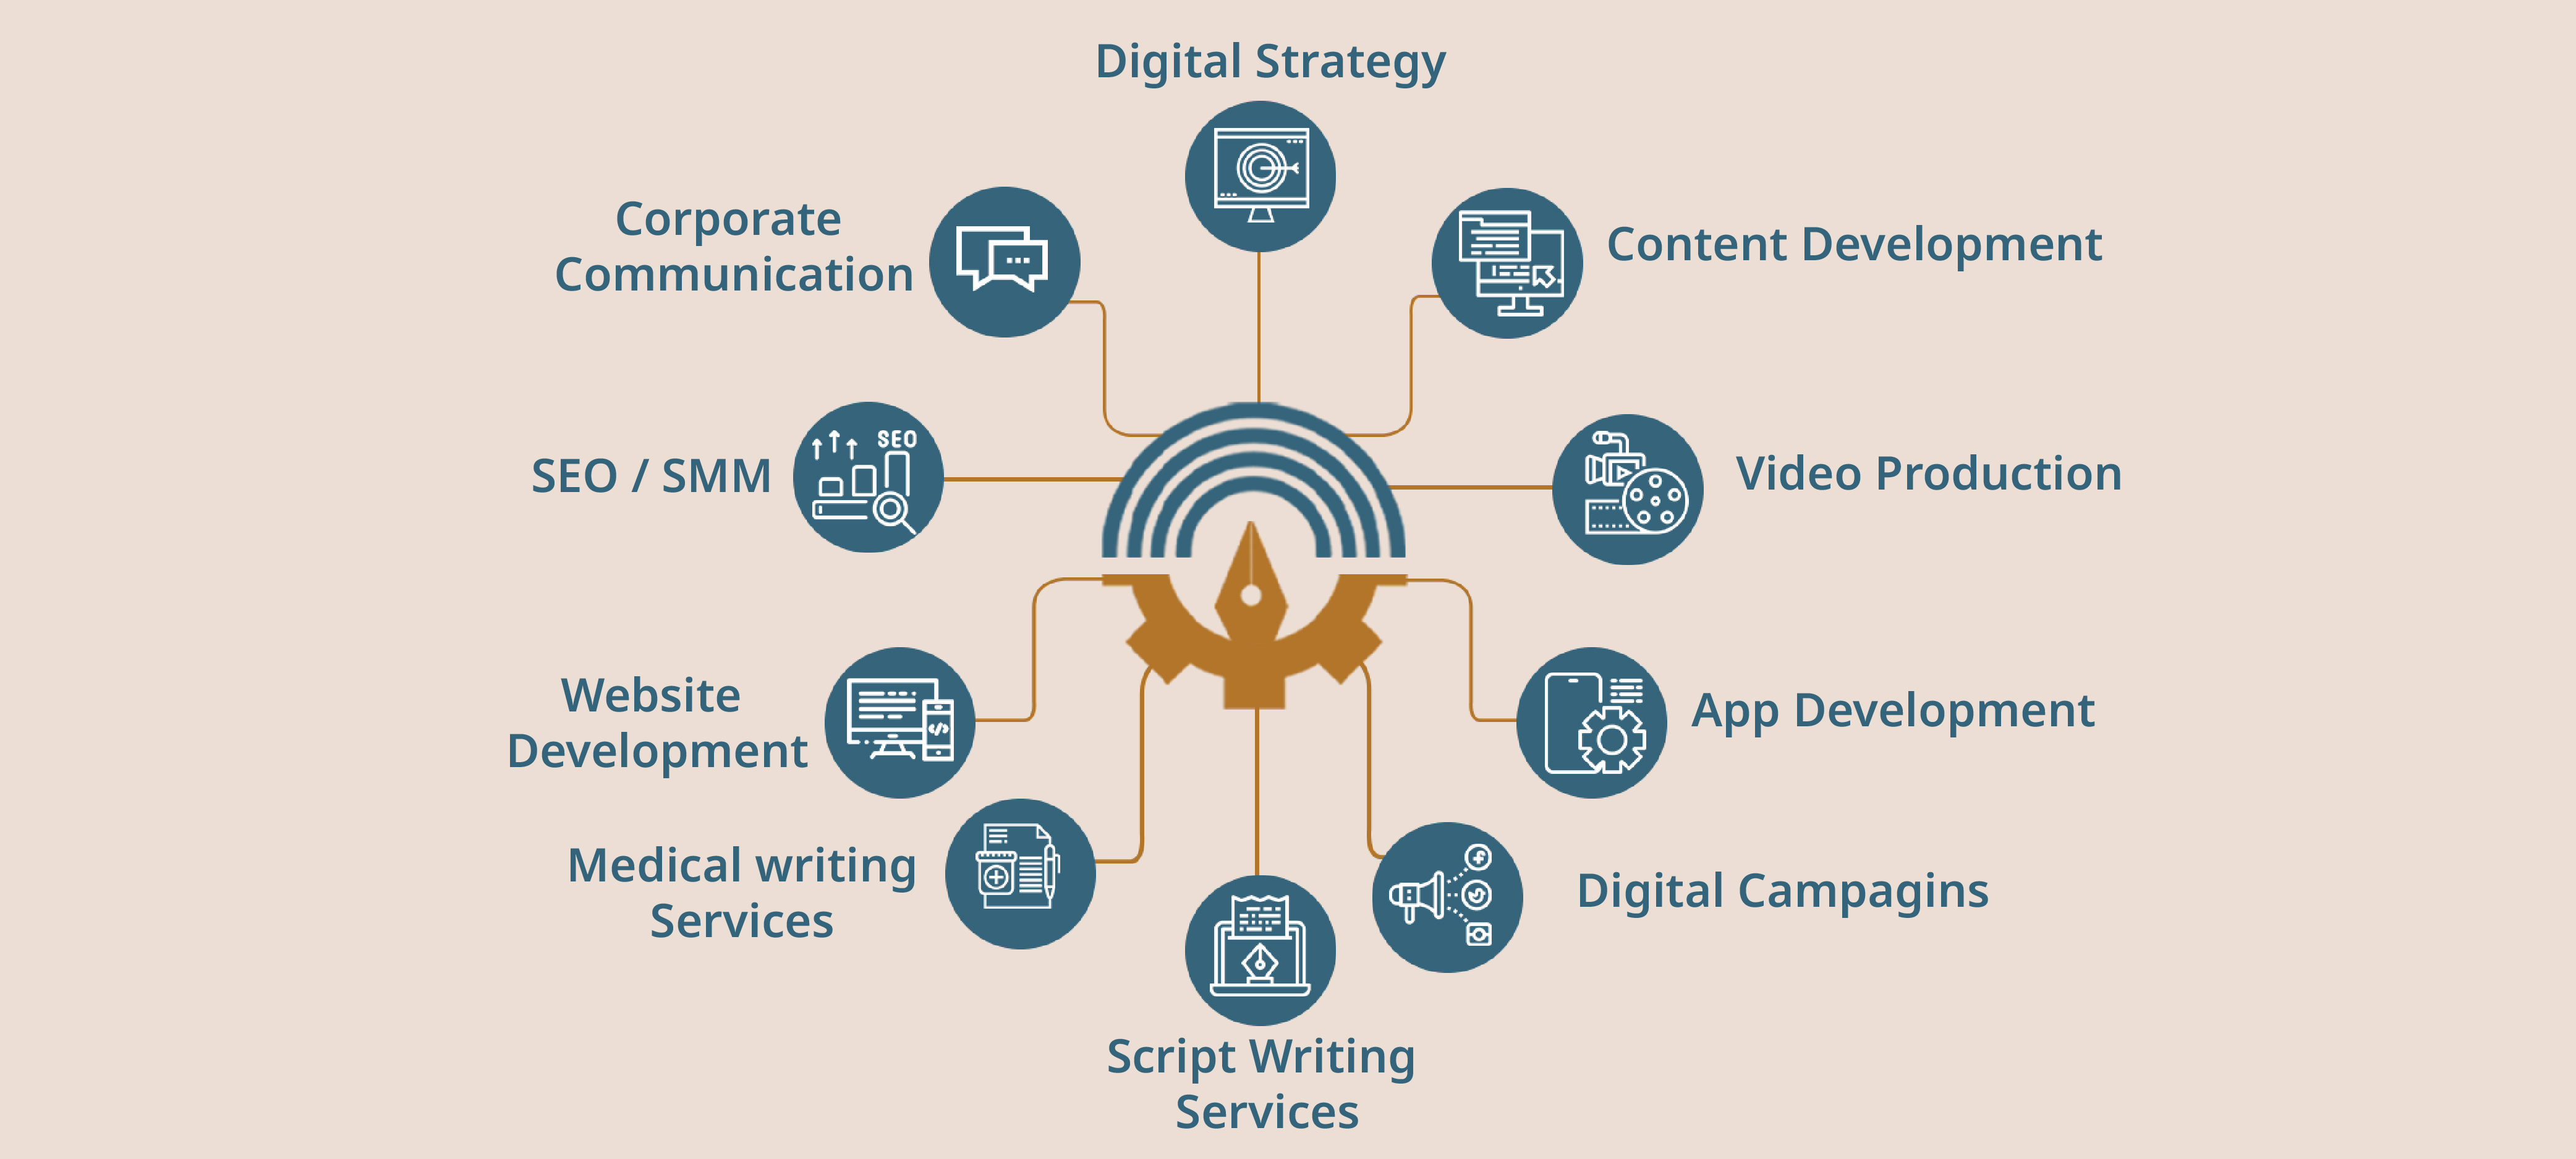 Digital Strategy
Corporate
Communication
Content Development
SEO
SEO / SMM
Video Production
Website
Development
App Development
Medical writing
Services
Digital Campagins
Script Writing
Services